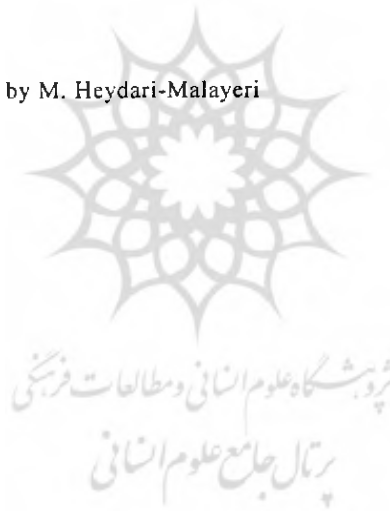 by M. Heydari-Malayeri
پژوهشگاه علوم انسانی و مطالعات فرهنگی
پرتال جامع علوم انسانی